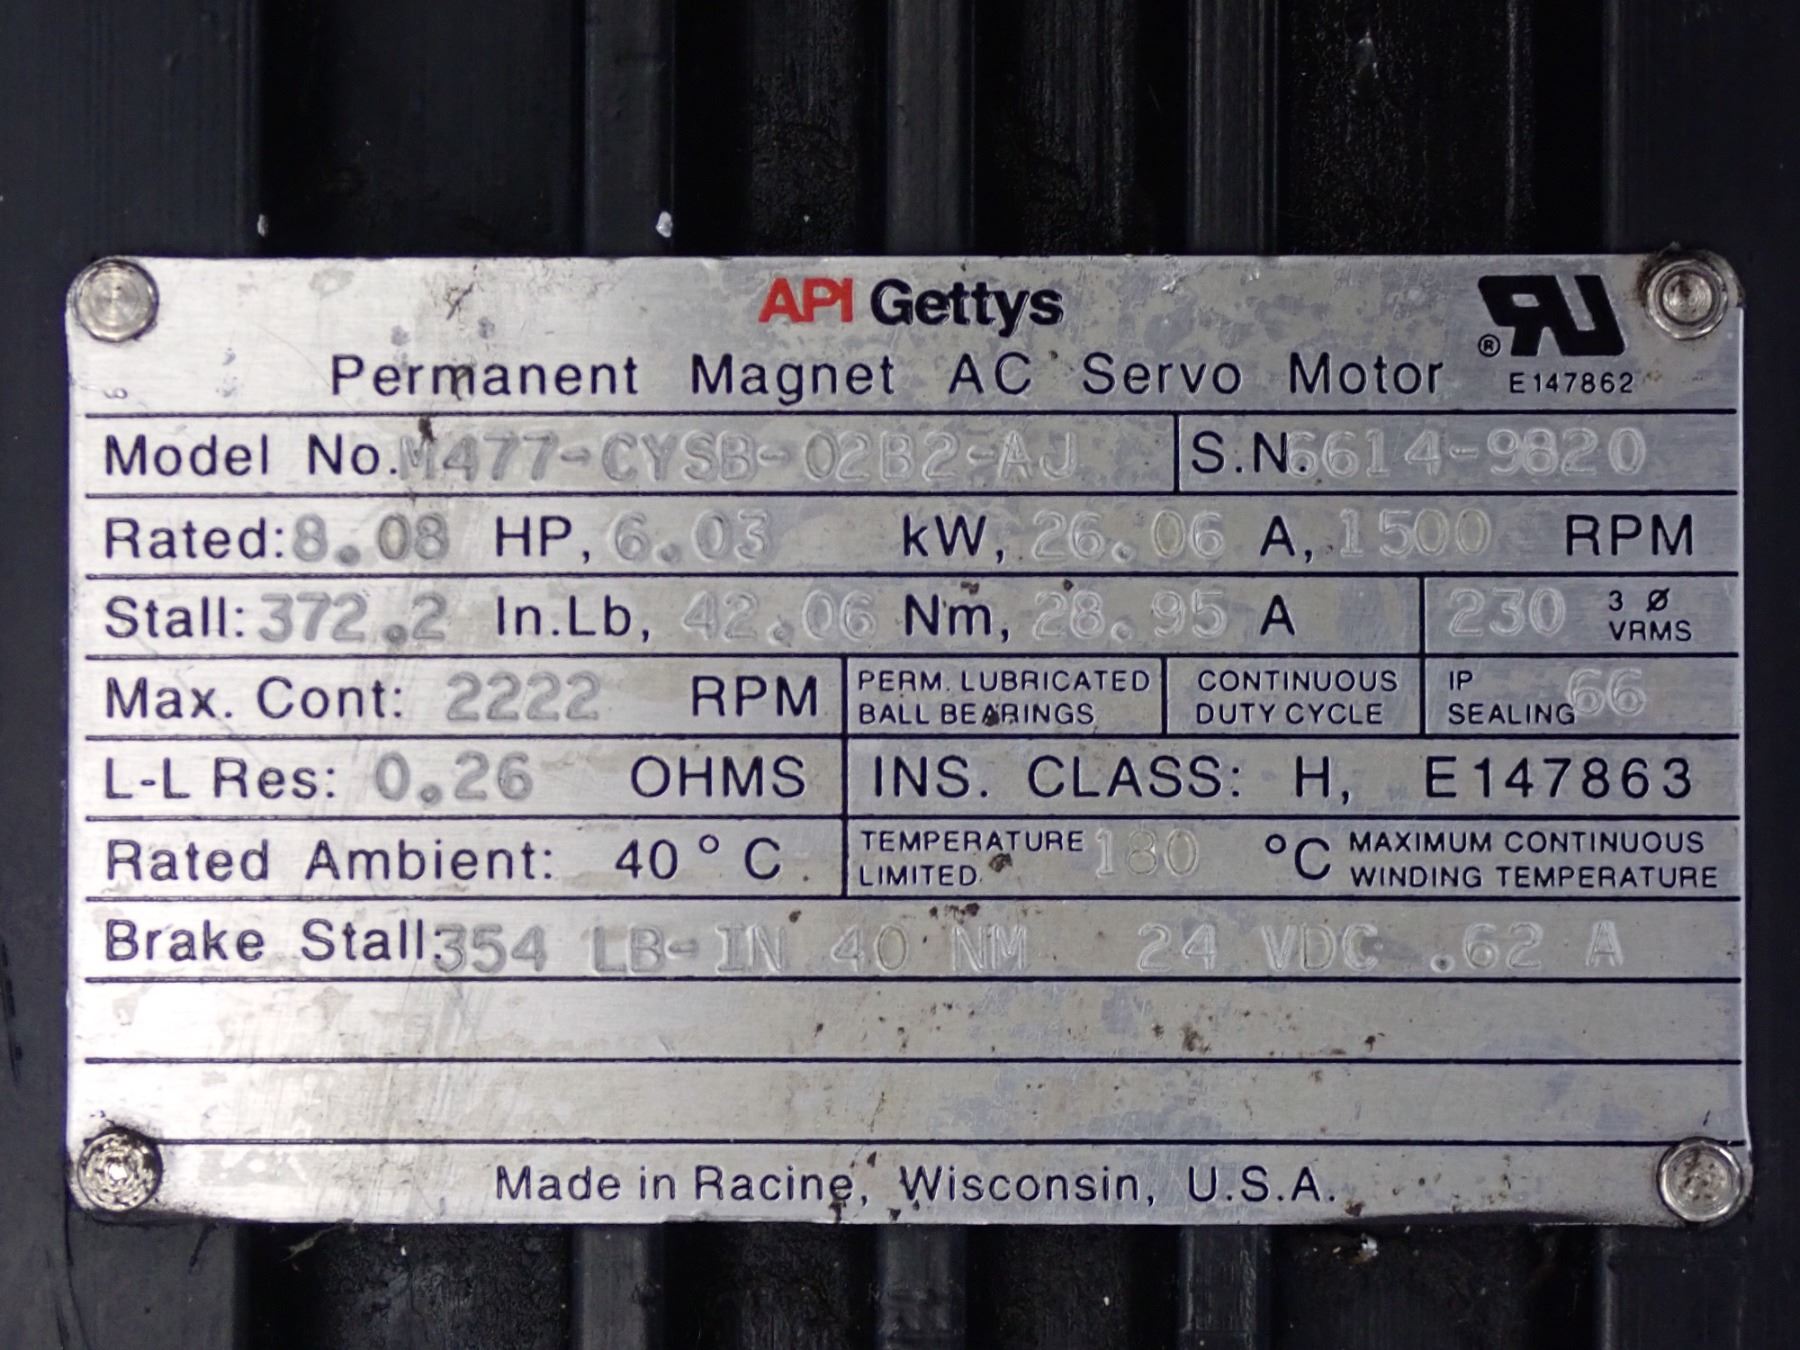 API Gettys
UR ®
Permanent Magnet AC Servo Motor E147862
Model No. M477-CYSB-02B2-AJ S.N. 6614-9820
Rated: 8.08 HP, 6.03 kW, 26.06 A, 1500 RPM
Stall: 372.2 In.Lb, 42.06 Nm, 28.95 A 230 3 Ø VRMS
Max. Cont: 2222 RPM PERM. LUBRICATED BALL BEARINGS CONTINUOUS DUTY CYCLE IP SEALING 66
L-L Res: 0.26 OHMS INS. CLASS: H, E147863
Rated Ambient: 40° C TEMPERATURE LIMITED 180 °C MAXIMUM CONTINUOUS WINDING TEMPERATURE
Brake Stall: 354 LB-IN 40 NM 24 VDC .62 A
Made in Racine, Wisconsin, U.S.A.